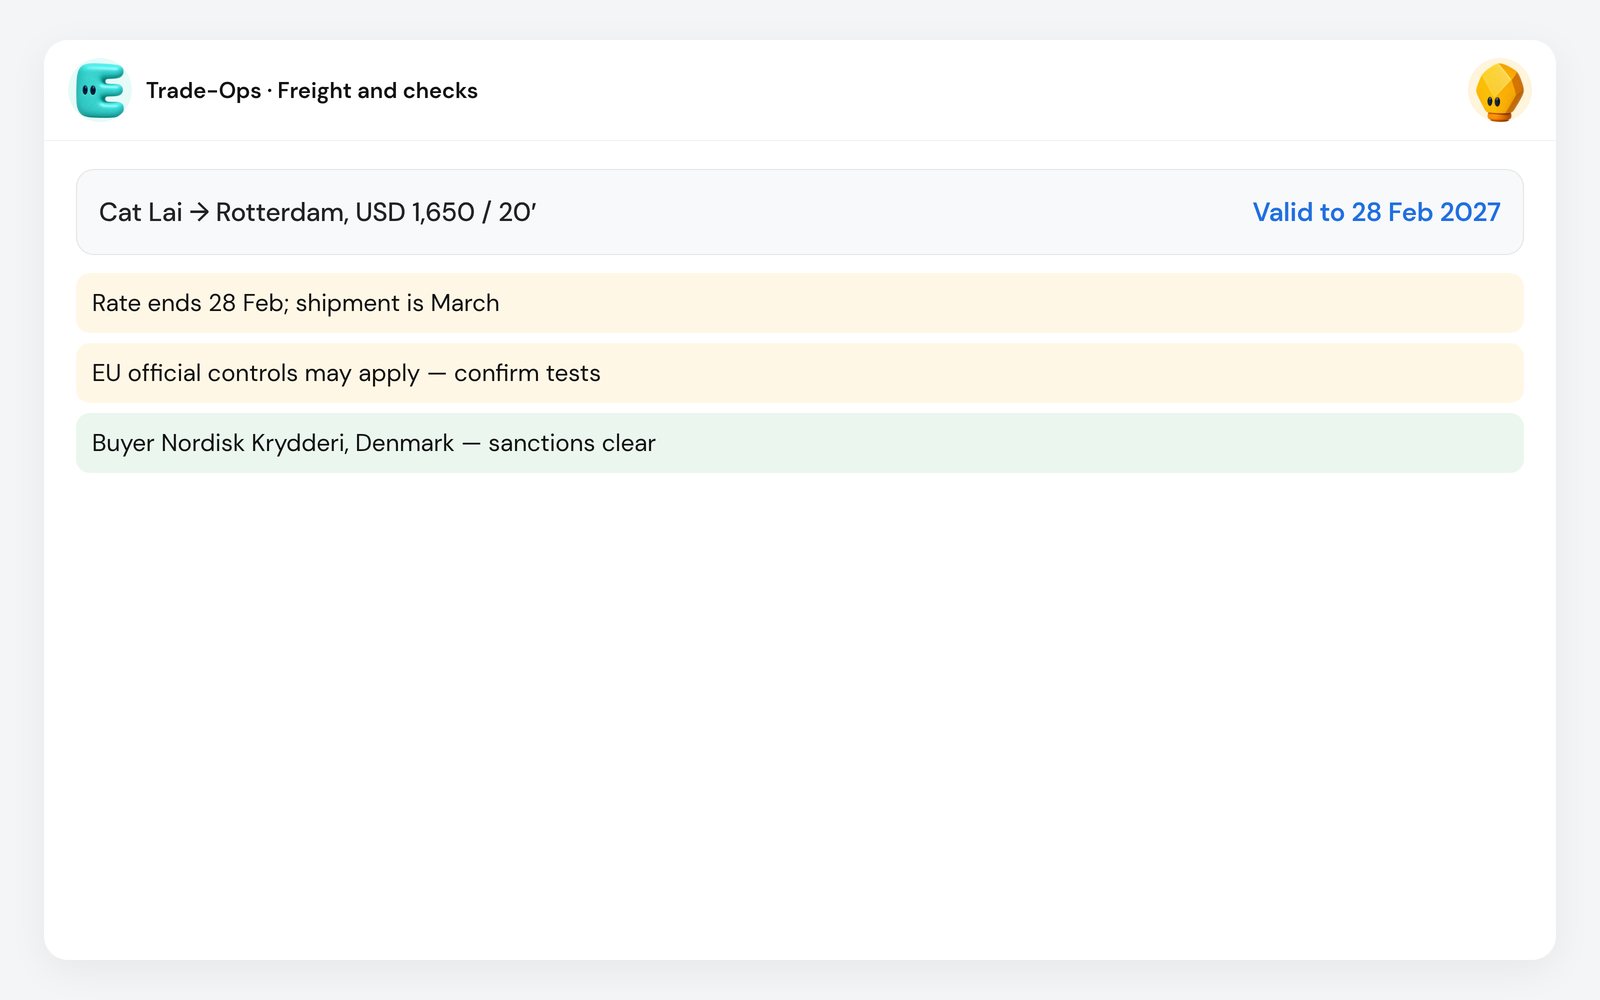 Trade-Ops · Freight and checks
Cat Lai → Rotterdam, USD 1,650 / 20′
Valid to 28 Feb 2027
Rate ends 28 Feb; shipment is March
EU official controls may apply — confirm tests
Buyer Nordisk Krydderi, Denmark — sanctions clear